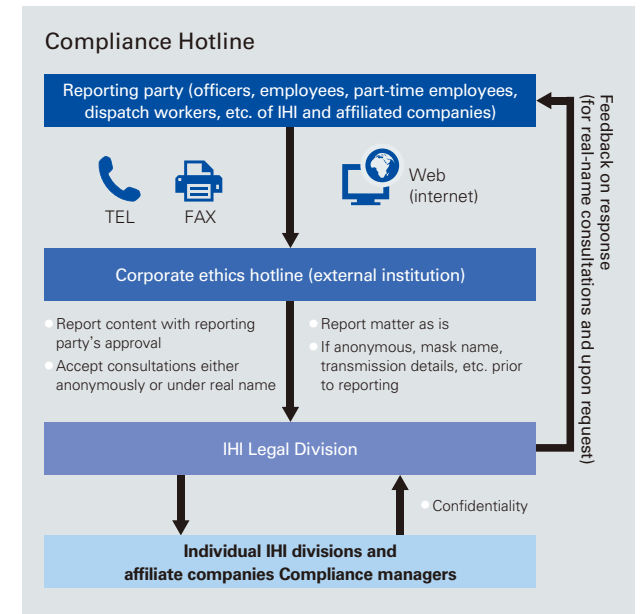 Compliance Hotline
Reporting party (officers, employees, part-time employees,
dispatch workers, etc. of IHI and affiliated companies)
TEL
FAX
Web
(internet)
Corporate ethics hotline (external institution)
Report content with reporting
party's approval
Accept consultations either
anonymously or under real name
Report matter as is
If anonymous, mask name,
transmission details, etc. prior
to reporting
IHI Legal Division
Confidentiality
Individual IHI divisions and
affiliate companies Compliance managers
Feedback on response
(for real-name consultations and upon request)